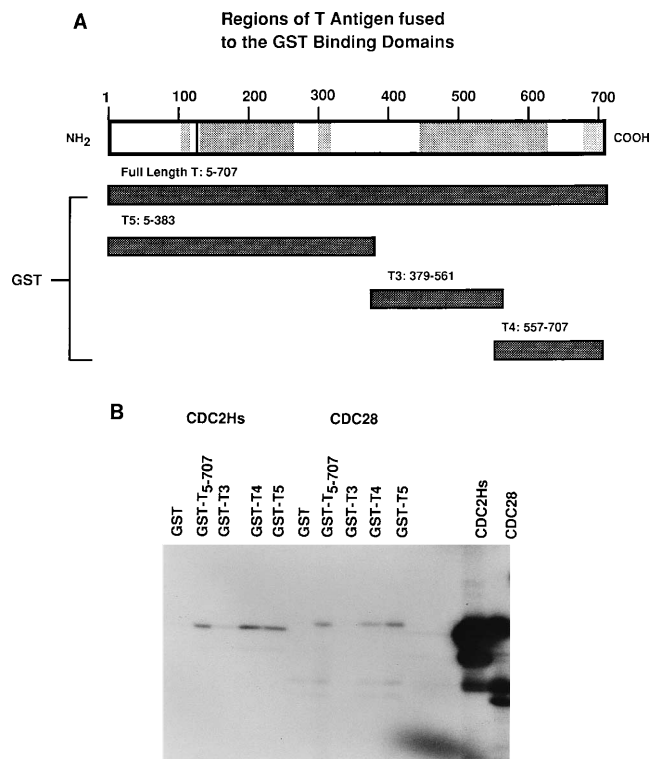 A
Regions of T Antigen fused
to the GST Binding Domains
1 100 200 300 400 500 600 700
NH2 COOH
Full Length T: 5-707
T5: 5-383
GST
T3: 379-561
T4: 557-707
B
CDC2Hs CDC28
GST GST-T5-707 GST-T3 GST-T4 GST-T5 GST GST-T5-707 GST-T3 GST-T4 GST-T5 CDC2Hs CDC28